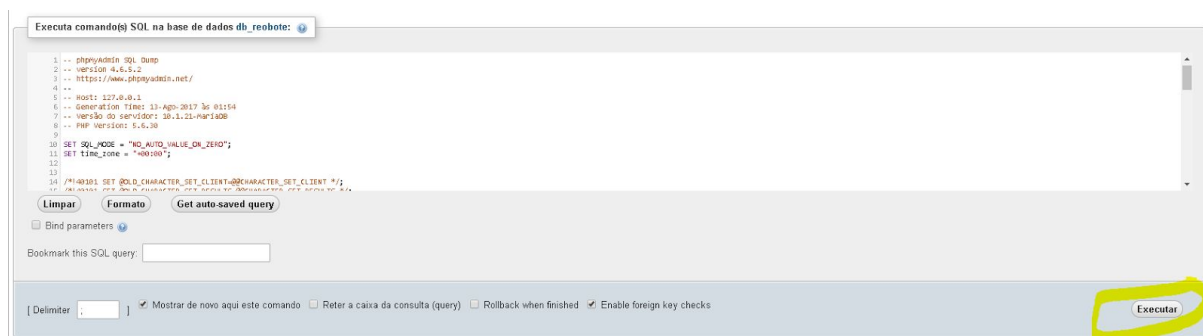 Executa comando(s) SQL na base de dados db_reobote:
1 -- phpMyAdmin SQL Dump
2 -- version 4.6.5.2
3 -- https://www.phpmyadmin.net/
4 --
5 -- Host: 127.0.0.1
6 -- Generation Time: 13-Ago-2017 às 01:54
7 -- Versão do servidor: 10.1.21-MariaDB
8 -- PHP Version: 5.6.30
9
10 SET SQL_MODE = "NO_AUTO_VALUE_ON_ZERO";
11 SET time_zone = "+00:00";
12
13
14 /*!40101 SET @OLD_CHARACTER_SET_CLIENT=@@CHARACTER_SET_CLIENT */;
Limpar Formato Get auto-saved query
Bind parameters
Bookmark this SQL query:
[ Delimiter ; ] Mostrar de novo aqui este comando Reter a caixa da consulta (query) Rollback when finished Enable foreign key checks Executar